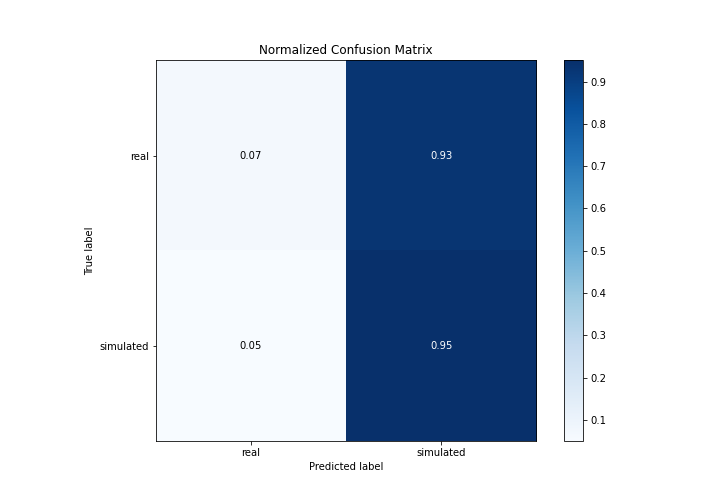 Normalized Confusion Matrix
True label
real
simulated
0.07
0.93
0.05
0.95
real
simulated
Predicted label
0.9
0.8
0.7
0.6
0.5
0.4
0.3
0.2
0.1